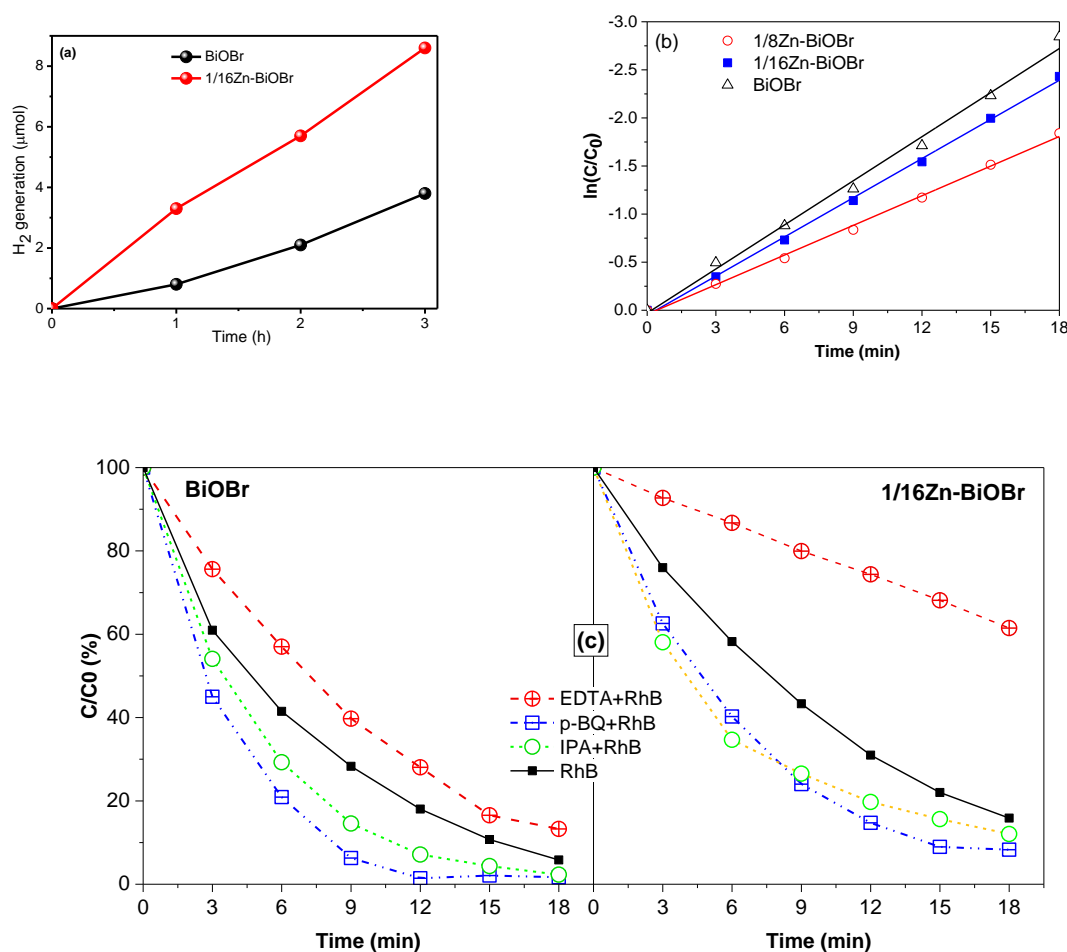 (a)
BiOBr
1/16Zn-BiOBr
H2 generation (μmol)
8
6
4
2
0
0 1 2 3
Time (h)
(b)
1/8Zn-BiOBr
1/16Zn-BiOBr
BiOBr
ln(C/C0)
-3.0
-2.5
-2.0
-1.5
-1.0
-0.5
0.0
0 3 6 9 12 15 18
Time (min)
BiOBr
1/16Zn-BiOBr
(c)
C/C0 (%)
100
80
60
40
20
0
EDTA+RhB
p-BQ+RhB
IPA+RhB
RhB
0 3 6 9 12 15 18 0 3 6 9 12 15 18
Time (min) Time (min)